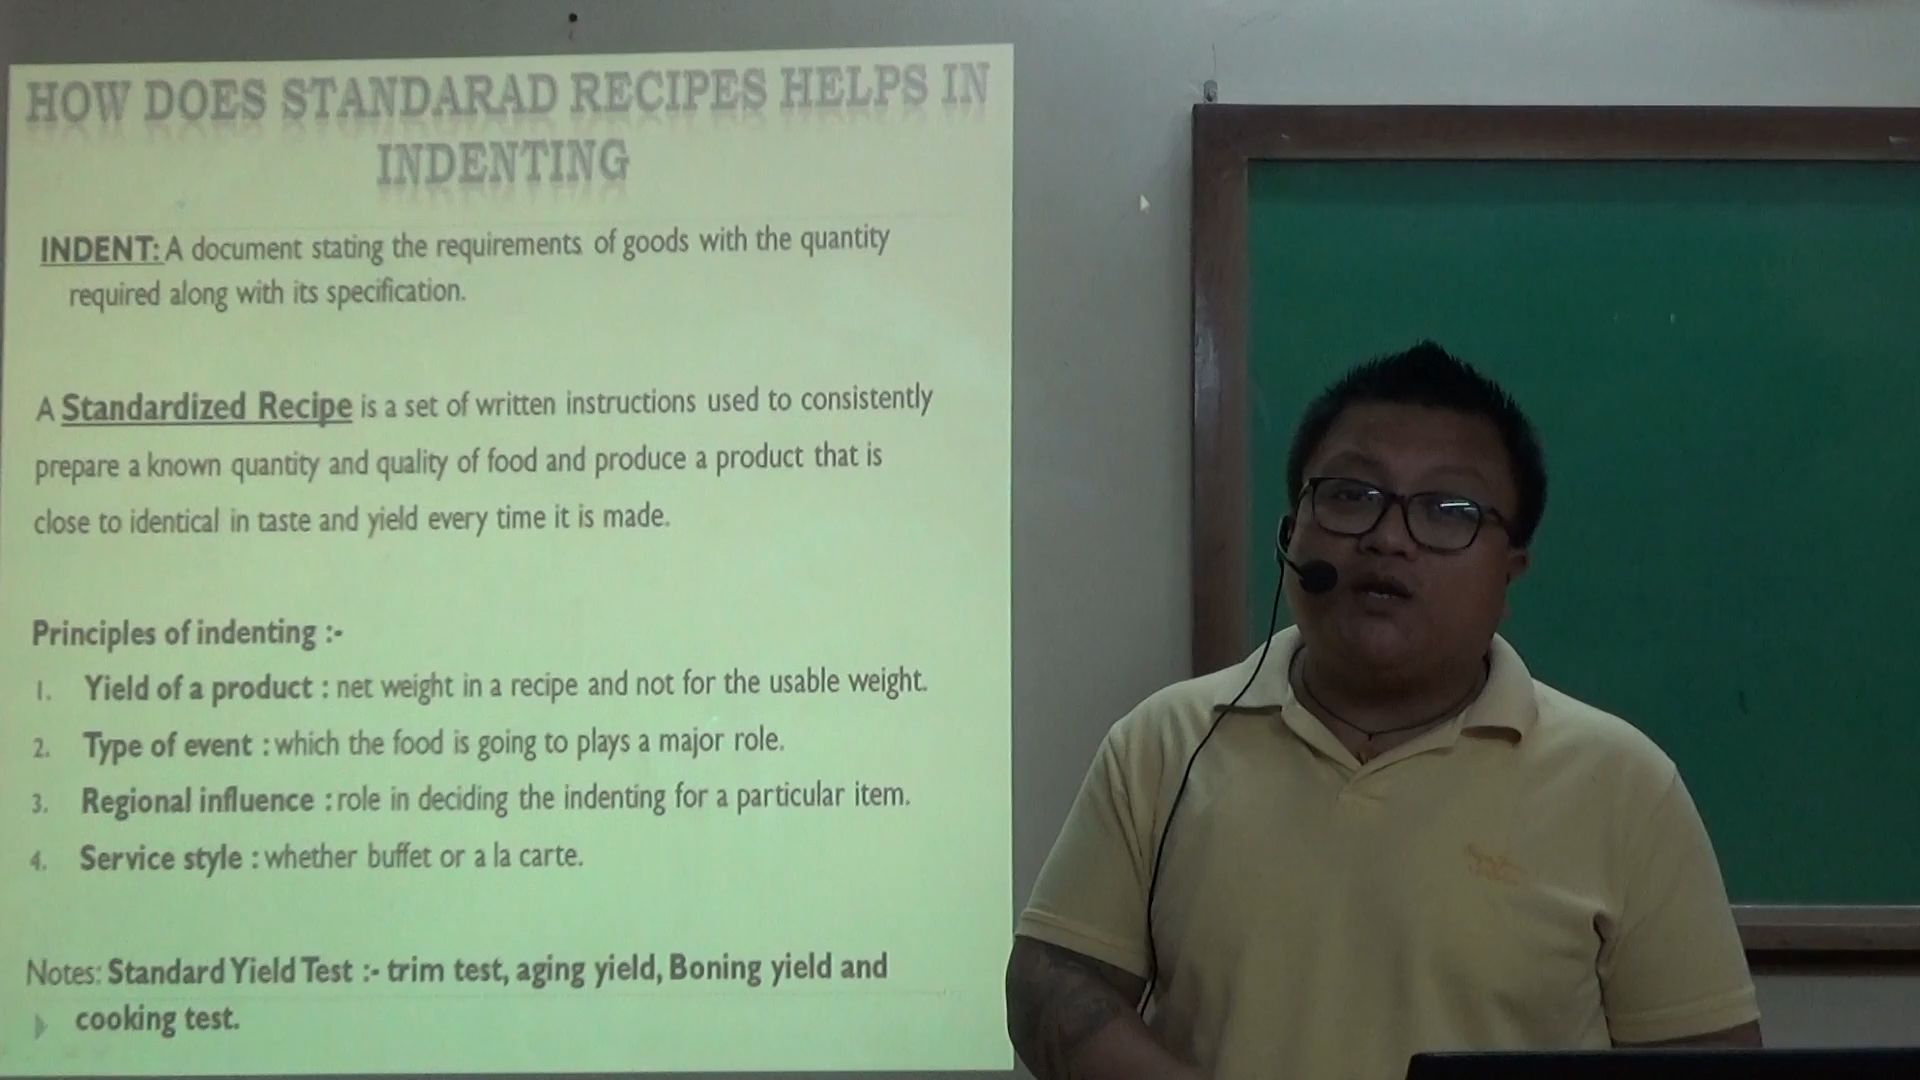 HOW DOES STANDARAD RECIPES HELPS IN
INDENTING
INDENT: A document stating the requirements of goods with the quantity
required along with its specification.
A Standardized Recipe is a set of written instructions used to consistently
prepare a known quantity and quality of food and produce a product that is
close to identical in taste and yield every time it is made.
Principles of indenting :-
1. Yield of a product : net weight in a recipe and not for the usable weight.
2. Type of event : which the food is going to plays a major role.
3. Regional influence : role in deciding the indenting for a particular item.
4. Service style : whether buffet or a la carte.
Notes: Standard Yield Test :- trim test, aging yield, Boning yield and
cooking test.